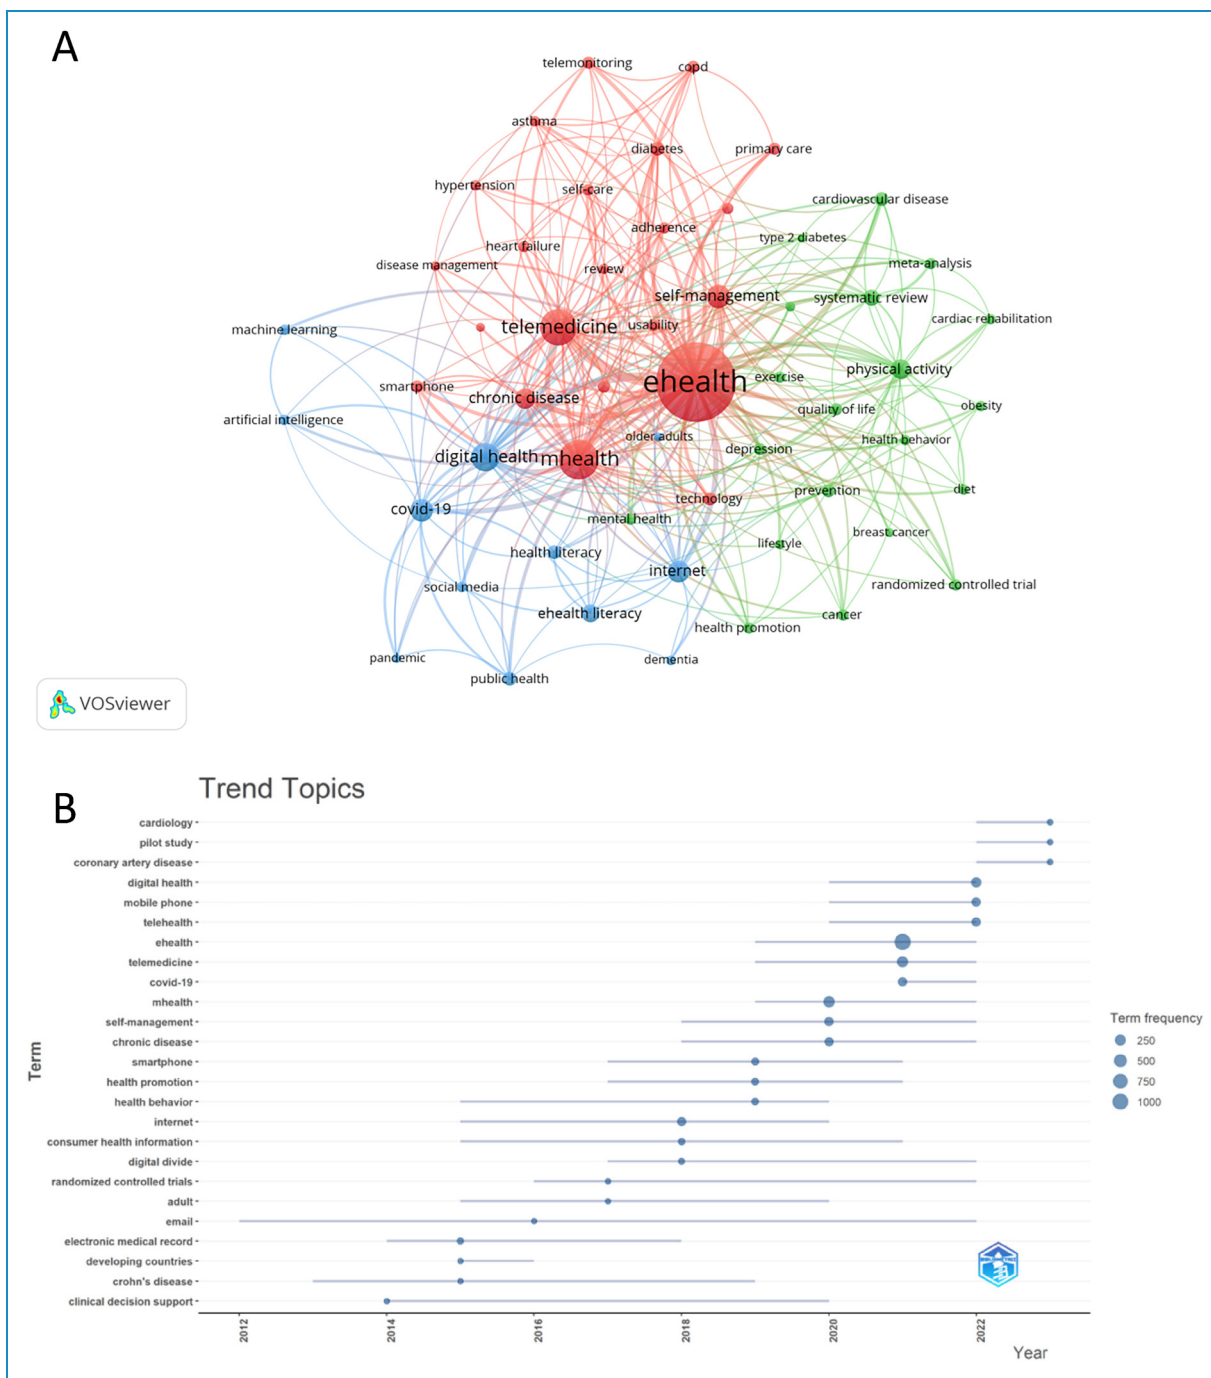 A
telemonitoring
copd
asthma
diabetes
primary care
hypertension
self-care
cardiovascular disease
adherence
type 2 diabetes
heart failure
disease management
review
meta-analysis
self-management
systematic review
machine learning
telemedicine
usability
cardiac rehabilitation
ehealth
exercise
physical activity
smartphone
chronic disease
quality of life
obesity
artificial intelligence
older adults
health behavior
digital health
mhealth
depression
technology
prevention
diet
covid-19
mental health
breast cancer
health literacy
lifestyle
internet
social media
randomized controlled trial
ehealth literacy
cancer
health promotion
pandemic
dementia
public health
VOSviewer
B
Trend Topics
cardiology
pilot study
coronary artery disease
digital health
mobile phone
telehealth
ehealth
telemedicine
covid-19
mhealth
self-management
chronic disease
smartphone
health promotion
health behavior
internet
consumer health information
digital divide
randomized controlled trials
adult
email
electronic medical record
developing countries
crohn's disease
clinical decision support
Term
2012
2014
2016
2018
2020
2022
Year
Term frequency
250
500
750
1000